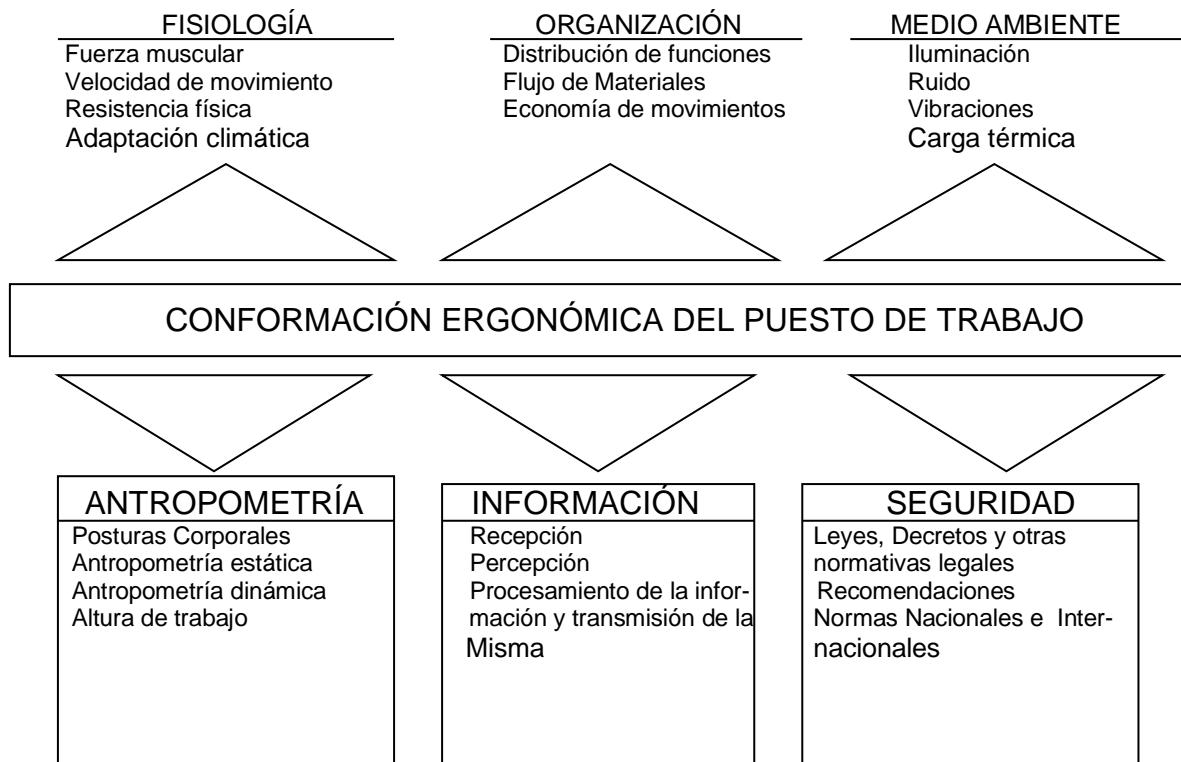 FISIOLOGÍA
Fuerza muscular
Velocidad de movimiento
Resistencia física
Adaptación climática
ORGANIZACIÓN
Distribución de funciones
Flujo de Materiales
Economía de movimientos
MEDIO AMBIENTE
Iluminación
Ruido
Vibraciones
Carga térmica
CONFORMACIÓN ERGONÓMICA DEL PUESTO DE TRABAJO
ANTROPOMETRÍA
Posturas Corporales
Antropometría estática
Antropometría dinámica
Altura de trabajo
INFORMACIÓN
Recepción
Percepción
Procesamiento de la infor-
mación y transmisión de la
Misma
SEGURIDAD
Leyes, Decretos y otras
normativas legales
Recomendaciones
Normas Nacionales e Inter-
nacionales